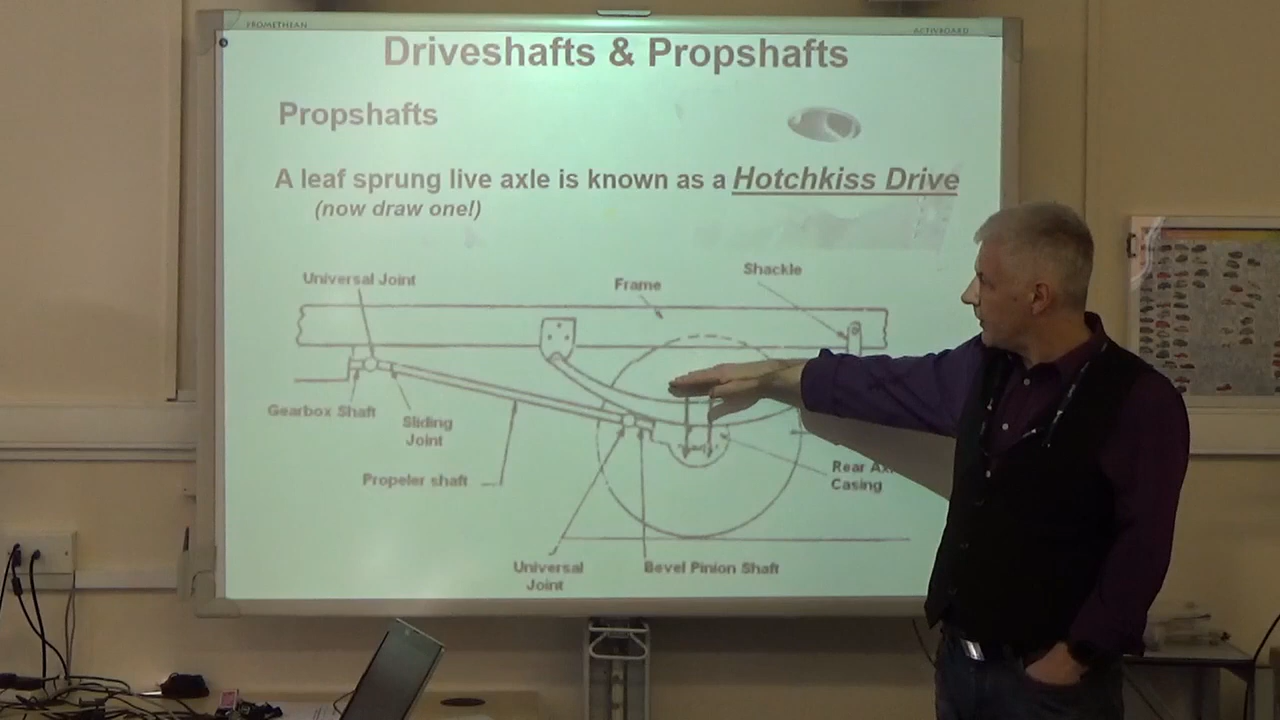 PROMETHEAN
ACTIVBOARD
Driveshafts & Propshafts
Propshafts
A leaf sprung live axle is known as a Hotchkiss Drive
(now draw one!)
Shackle
Universal Joint
Frame
Gearbox Shaft
Sliding
Joint
Propeler shaft
Rear
Casing
Universal
Joint
Bevel Pinion Shaft